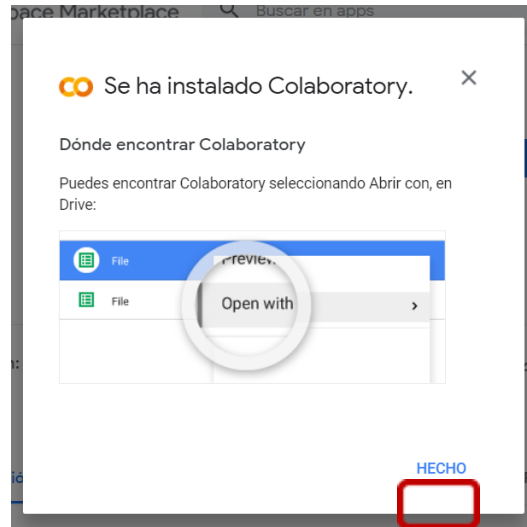 pace Marketplace
Buscar en apps
Se ha instalado Colaboratory.
Dónde encontrar Colaboratory
Puedes encontrar Colaboratory seleccionando Abrir con, en
Drive:
File
Preview
File
Open with
HECHO